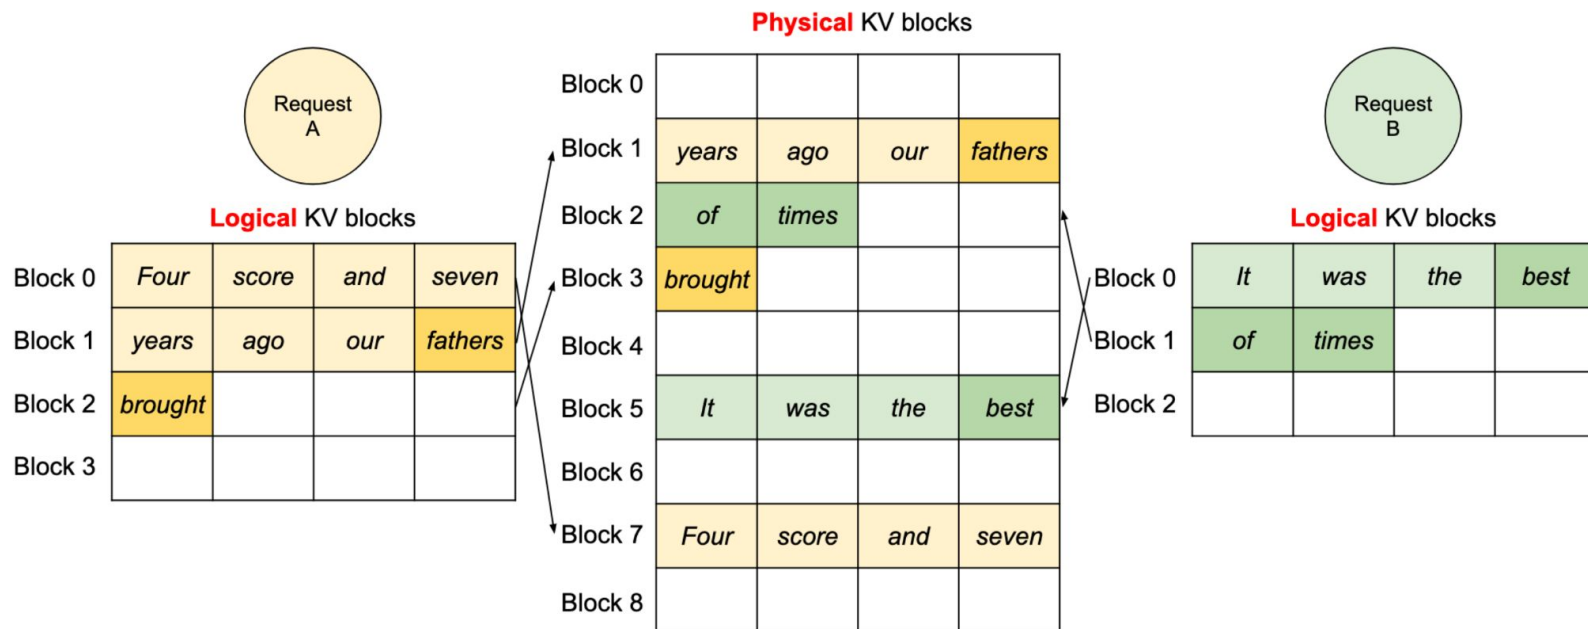 Physical KV blocks
Request
A
Logical KV blocks
Block 0 Four score and seven
Block 1 years ago our fathers
Block 2 brought
Block 3
Block 0
Block 1 years ago our fathers
Block 2 of times
Block 3 brought
Block 4
Block 5 It was the best
Block 6
Block 7 Four score and seven
Block 8
Request
B
Logical KV blocks
Block 0 It was the best
Block 1 of times
Block 2